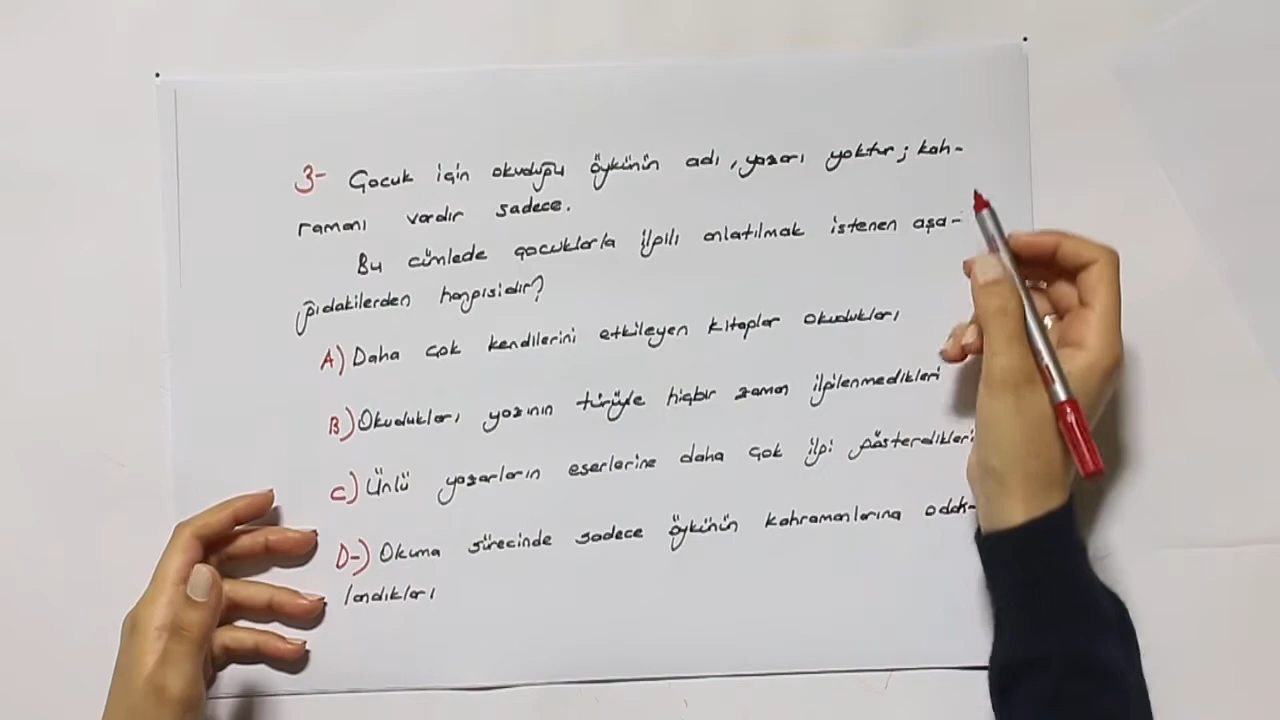 3- Çocuk için okuduğu öykünün adı, yazarı yoktur; kah-
ramanı vardır sadece.
Bu cümlede çocuklarla ilgili anlatılmak istenen aşa-
ğıdakilerden hangisidir?
A) Daha çok kendilerini etkileyen kitaplar okudukları
B) Okudukları yazının türüyle hiçbir zaman ilgilenmedikleri
C) Ünlü yazarların eserlerine daha çok ilgi gösterdikleri
D-) Okuma sürecinde sadece öykünün kahramanlarına odak-
landıkları